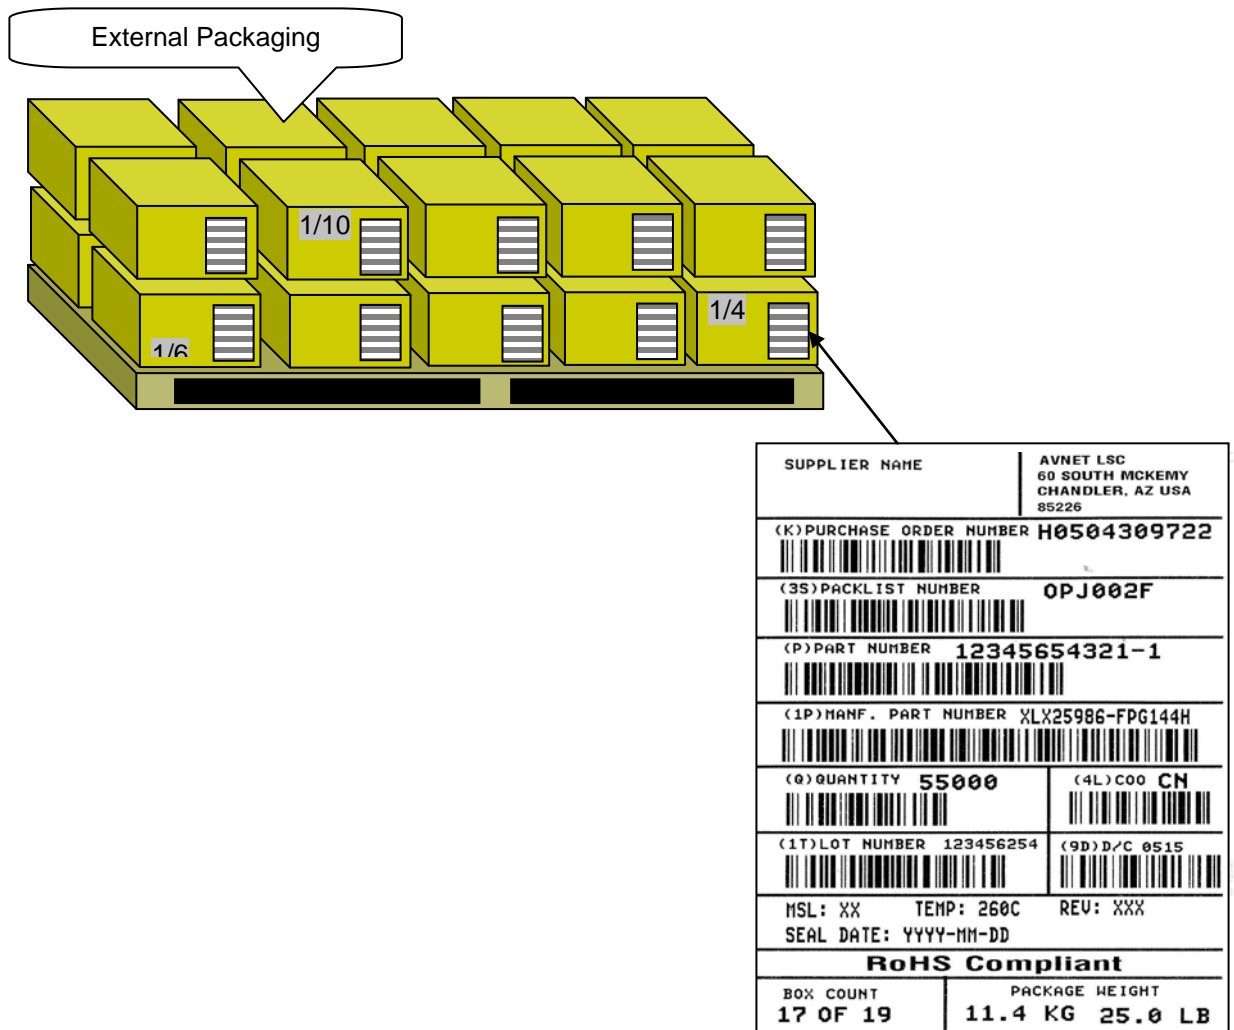 External Packaging
1/10
1/4
1/6
SUPPLIER NAME
AVNET LSC
60 SOUTH MCKEMY
CHANDLER, AZ USA
85226
(K)PURCHASE ORDER NUMBER H0504309722
(3S)PACKLIST NUMBER OPJ002F
(P)PART NUMBER 12345654321-1
(1P)MANF. PART NUMBER XLX25986-FPG144H
(Q)QUANTITY 55000
(4L)COO CN
(1T)LOT NUMBER 123456254
(9D)D/C 0515
MSL: XX TEMP: 260C REV: XXX
SEAL DATE: YYYY-MM-DD
RoHS Compliant
BOX COUNT
17 OF 19
PACKAGE WEIGHT
11.4 KG 25.0 LB